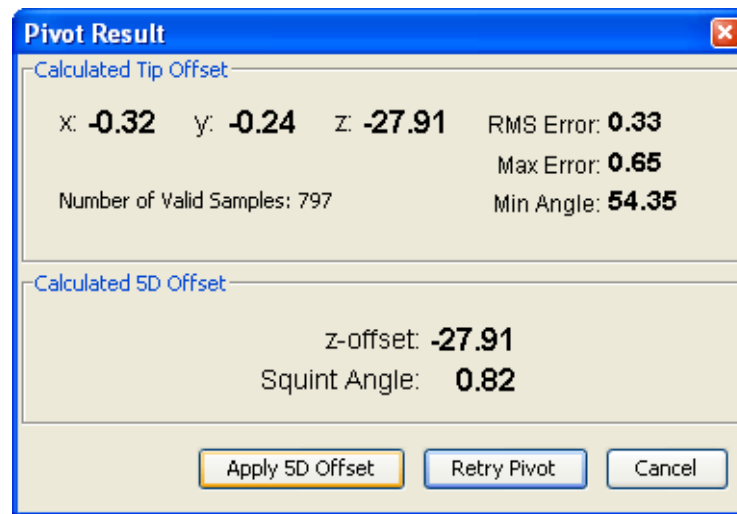 Pivot Result
Calculated Tip Offset
x: -0.32 y: -0.24 z: -27.91 RMS Error: 0.33
Max Error: 0.65
Number of Valid Samples: 797 Min Angle: 54.35
Calculated 5D Offset
z-offset: -27.91
Squint Angle: 0.82
Apply 5D Offset Retry Pivot Cancel